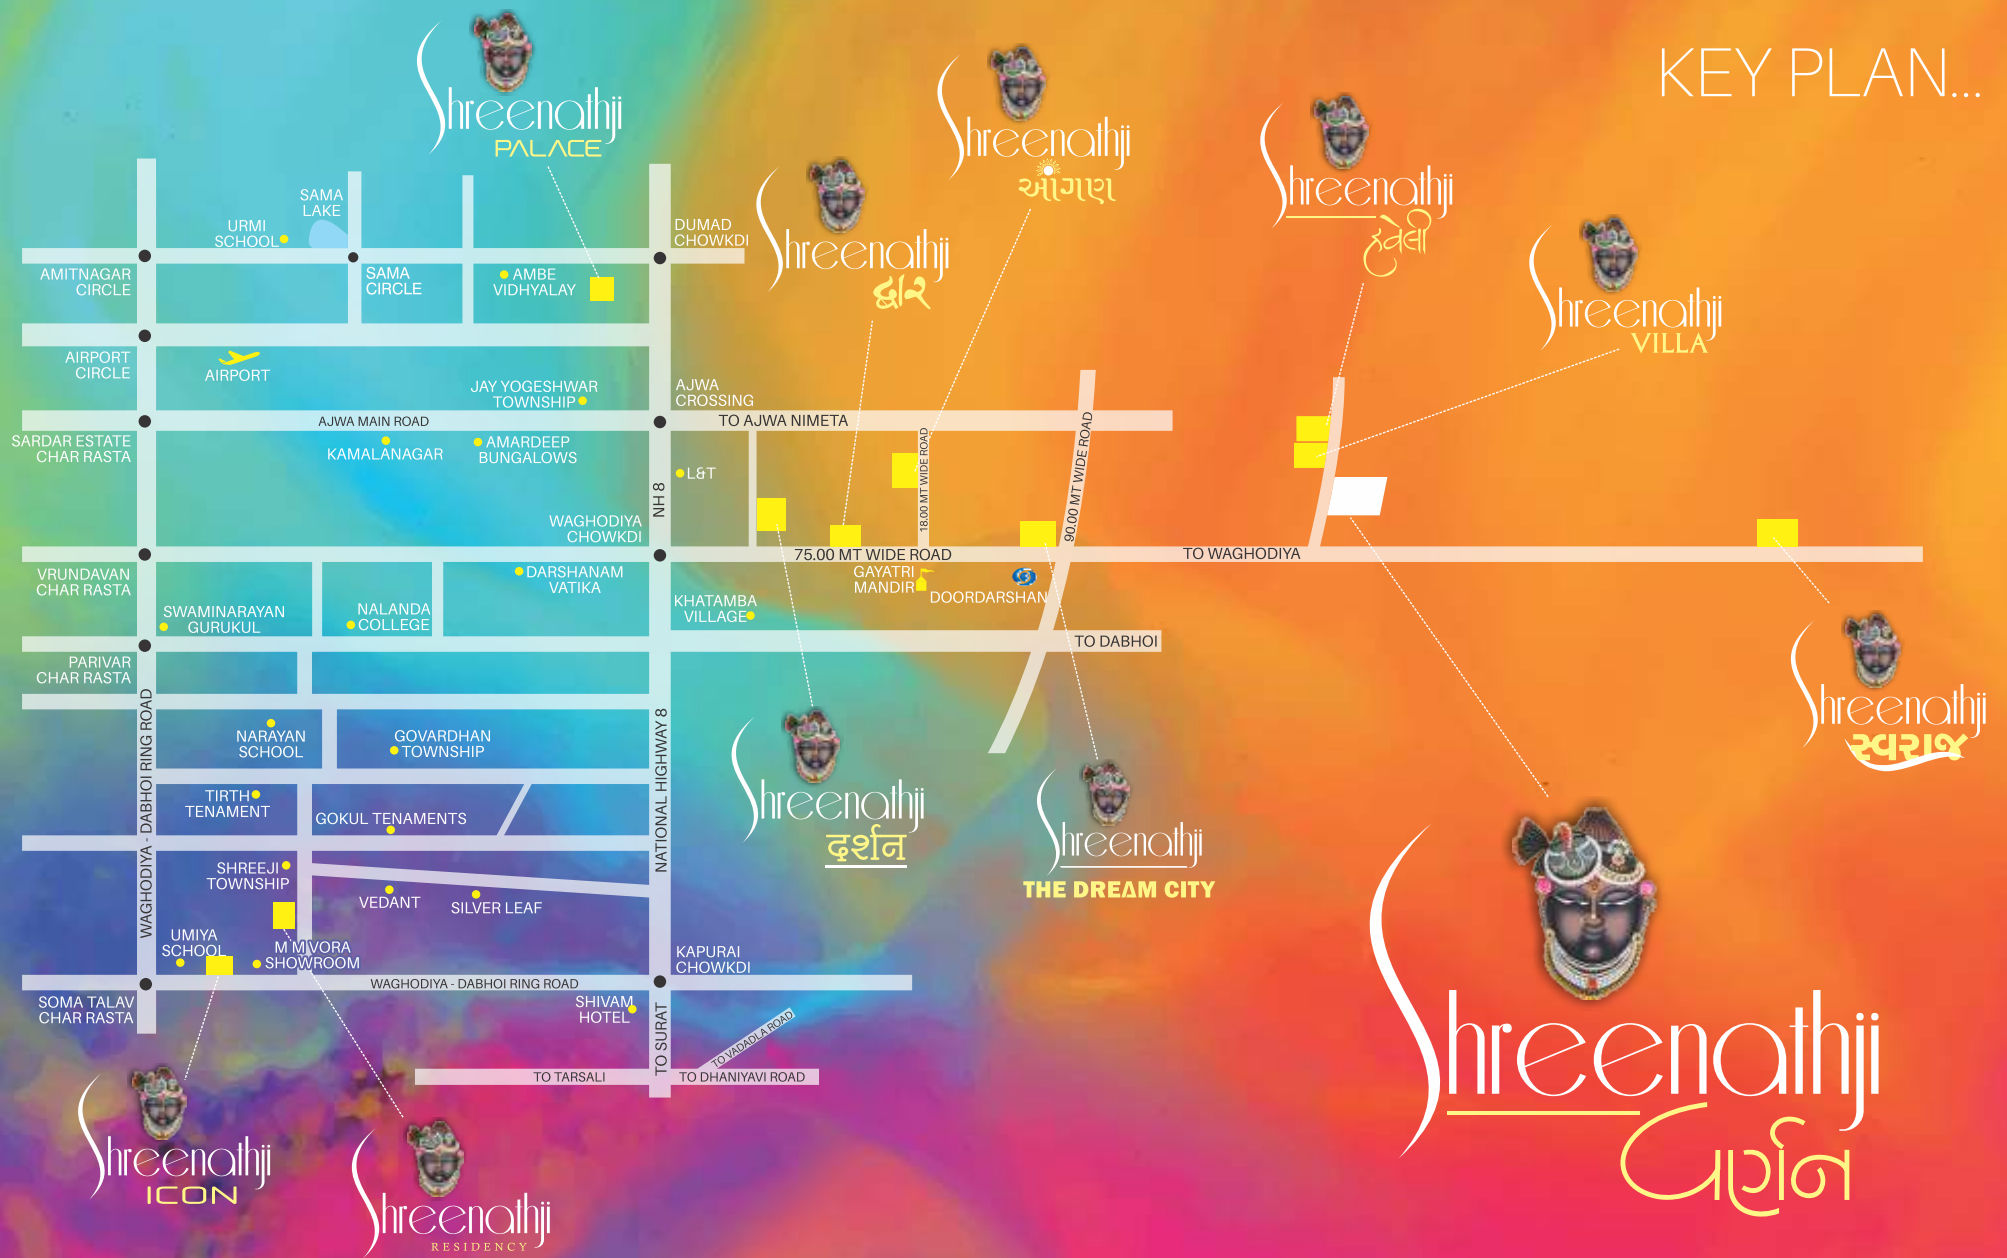 KEY PLAN...
Shreenathji
PALACE
Shreenathji
આંગણ
Shreenathji
હવેલી
Shreenathji
દ્વાર
Shreenathji
VILLA
SAMA
LAKE
URMI
SCHOOL
DUMAD
CHOWKDI
AMITNAGAR
CIRCLE
SAMA
CIRCLE
AMBE
VIDHYALAY
AIRPORT
CIRCLE
AIRPORT
JAY YOGESHWAR
TOWNSHIP
AJWA
CROSSING
AJWA MAIN ROAD
TO AJWA NIMETA
SARDAR ESTATE
CHAR RASTA
KAMALANAGAR
AMARDEEP
BUNGALOWS
L&T
NH 8
18.00 MT WIDE ROAD
90.00 MT WIDE ROAD
WAGHODIYA
CHOWKDI
75.00 MT WIDE ROAD
TO WAGHODIYA
VRUNDAVAN
CHAR RASTA
DARSHANAM
VATIKA
GAYATRI
MANDIR
DOORDARSHAN
SWAMINARAYAN
GURUKUL
NALANDA
COLLEGE
KHATAMBA
VILLAGE
TO DABHOI
PARIVAR
CHAR RASTA
WAGHODIYA - DABHOI RING ROAD
NATIONAL HIGHWAY 8
NARAYAN
SCHOOL
GOVARDHAN
TOWNSHIP
Shreenathji
સ્વરાજ
TIRTH
TENAMENT
GOKUL TENAMENTS
Shreenathji
दर्शन
Shreenathji
THE DREAM CITY
SHREEJI
TOWNSHIP
VEDANT
SILVER LEAF
UMIYA
SCHOOL
M M VORA
SHOWROOM
KAPURAI
CHOWKDI
WAGHODIYA - DABHOI RING ROAD
SOMA TALAV
CHAR RASTA
SHIVAM
HOTEL
TO SURAT
TO VADADLA ROAD
TO TARSALI
TO DHANIYAVI ROAD
Shreenathji
ICON
Shreenathji
RESIDENCY
Shreenathji